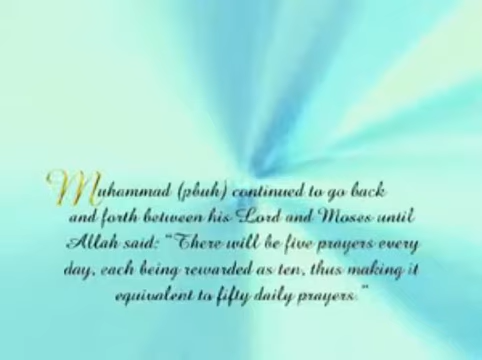 Muhammad (pbuh) continued to go back
and forth between his Lord and Moses until
Allah said: "There will be five prayers every
day, each being rewarded as ten, thus making it
equivalent to fifty daily prayers."